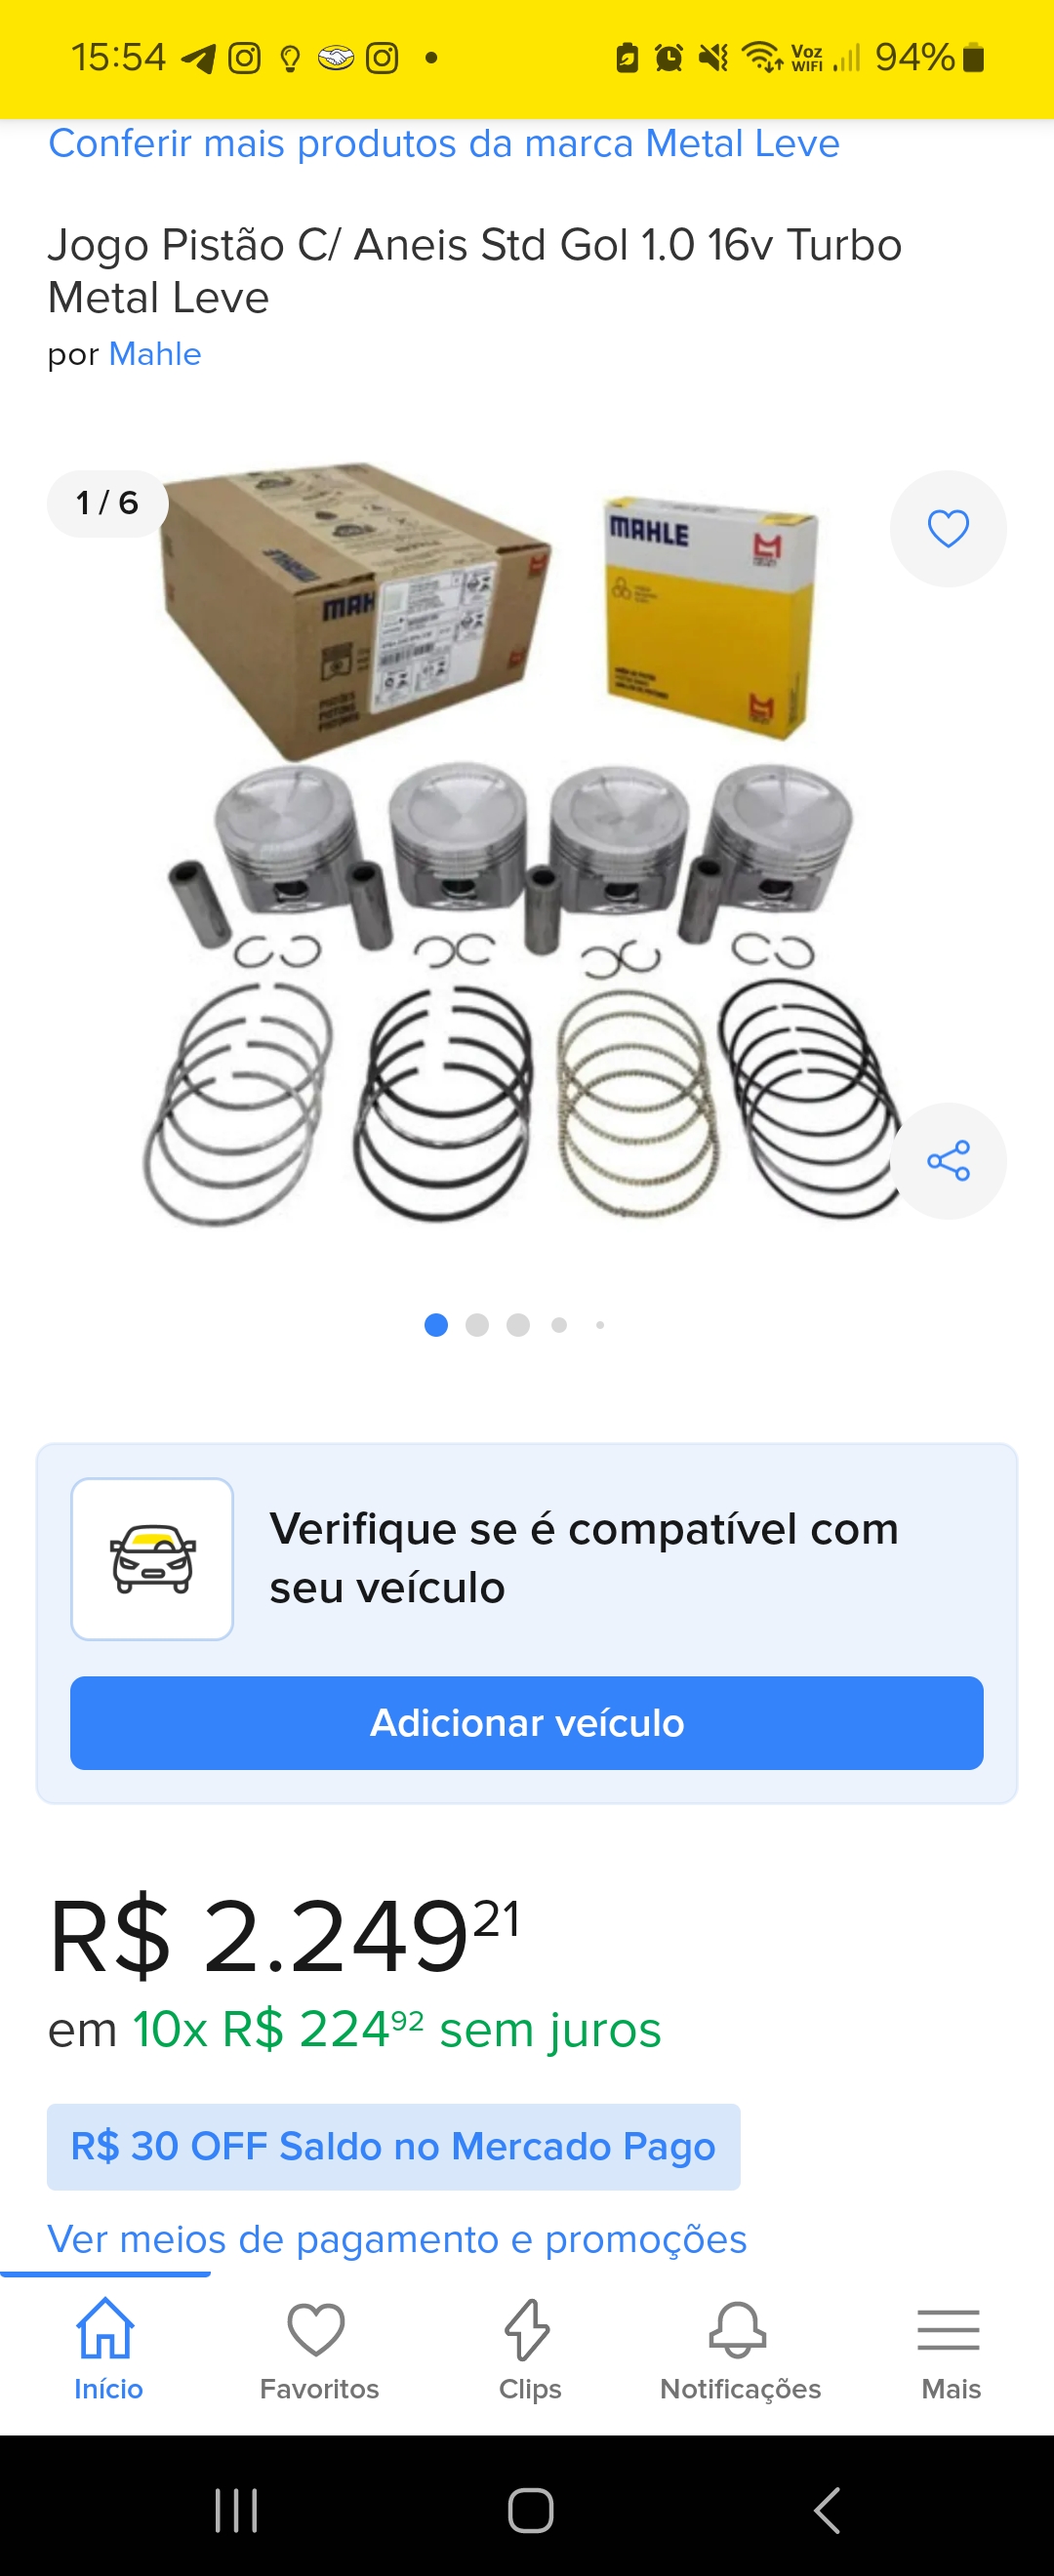 15:54
Voz
WIFI
94%
Conferir mais produtos da marca Metal Leve
Jogo Pistão C/ Aneis Std Gol 1.0 16v Turbo
Metal Leve
por Mahle
1 / 6
MAHLE
MAH
Verifique se é compatível com
seu veículo
Adicionar veículo
R$ 2.249 21
em 10x R$ 224 92 sem juros
R$ 30 OFF Saldo no Mercado Pago
Ver meios de pagamento e promoções
Início
Favoritos
Clips
Notificações
Mais